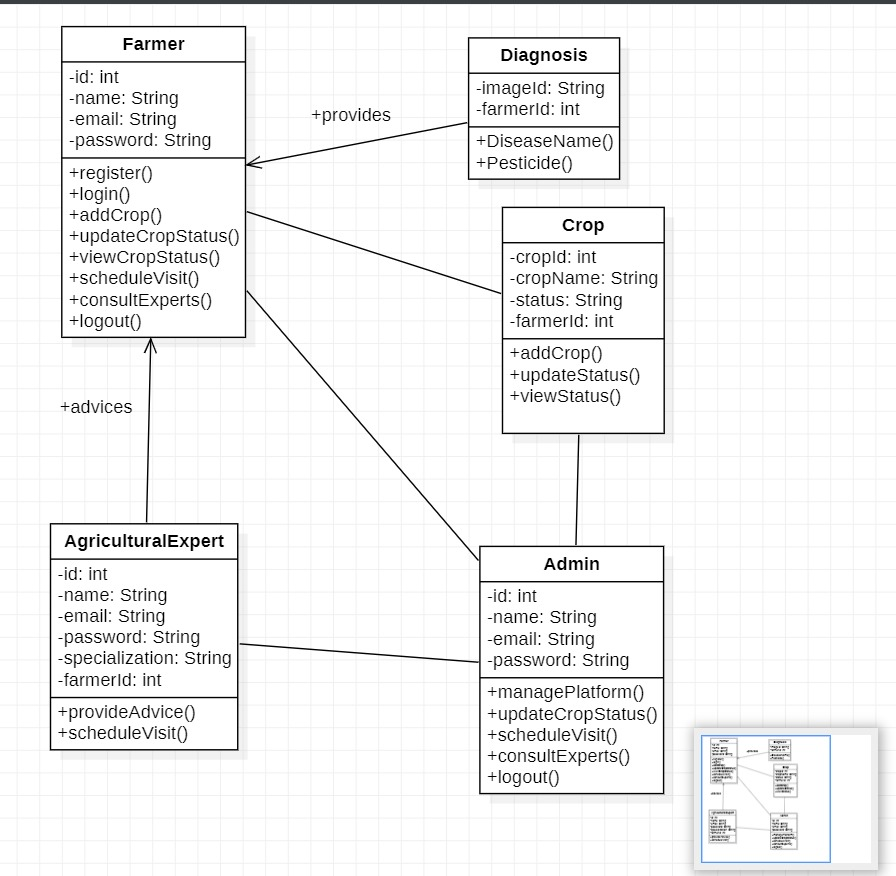 Farmer
-id: int
-name: String
-email: String
-password: String
+register()
+login()
+addCrop()
+updateCropStatus()
+viewCropStatus()
+scheduleVisit()
+consultExperts()
+logout()
+provides
Diagnosis
-imageId: String
-farmerId: int
+DiseaseName()
+Pesticide()
Crop
-cropId: int
-cropName: String
-status: String
-farmerId: int
+addCrop()
+updateStatus()
+viewStatus()
+advices
AgriculturalExpert
-id: int
-name: String
-email: String
-password: String
-specialization: String
-farmerId: int
+provideAdvice()
+scheduleVisit()
Admin
-id: int
-name: String
-email: String
-password: String
+managePlatform()
+updateCropStatus()
+scheduleVisit()
+consultExperts()
+logout()